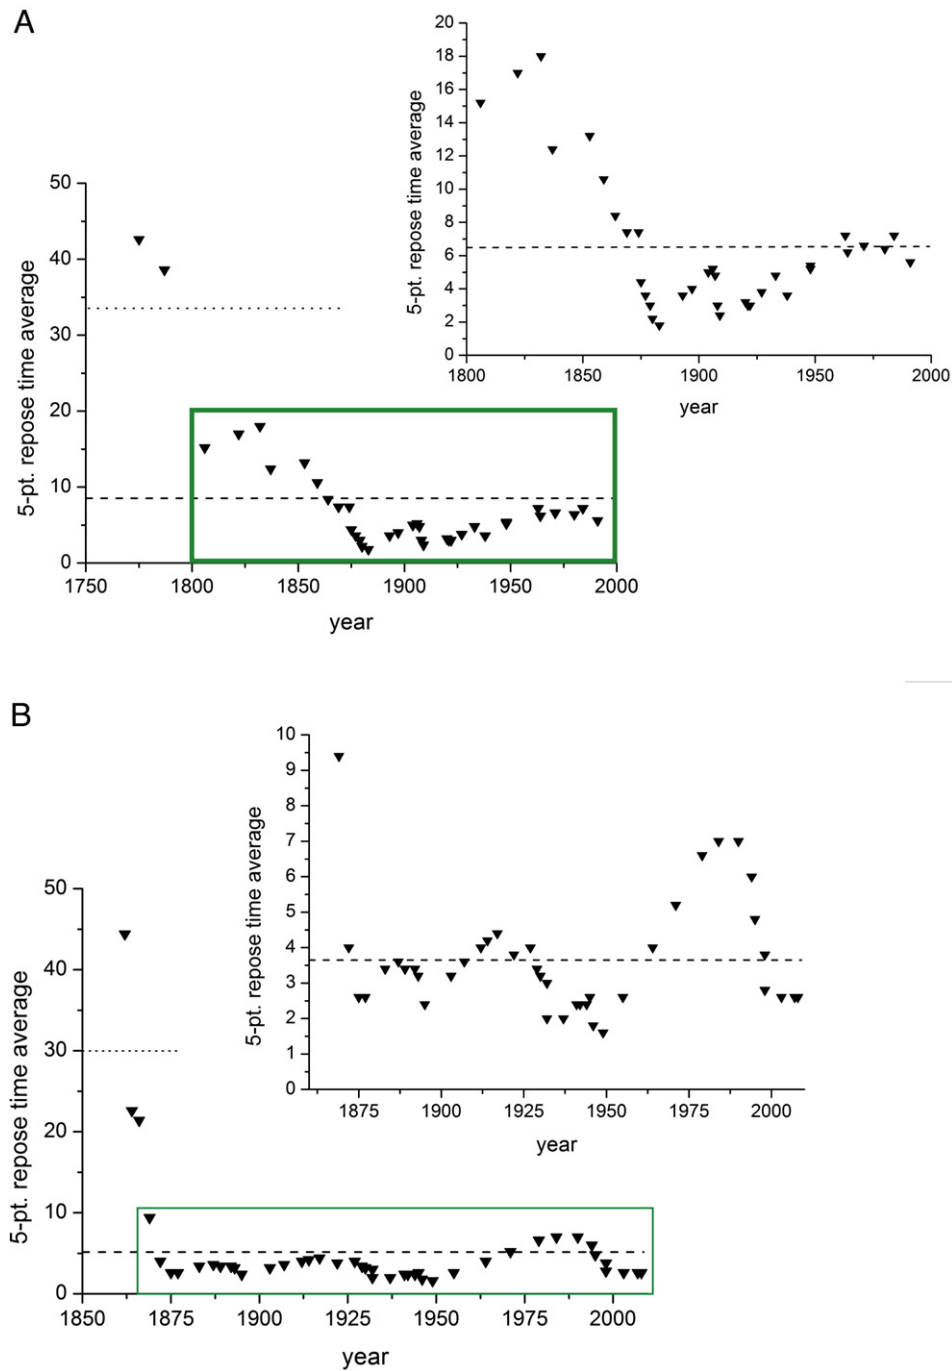 A
5-pt. repose time average
20
18
16
14
12
10
8
6
4
2
0
1800 1850 1900 1950 2000
year
5-pt. repose time average
50
40
30
20
10
0
1750 1800 1850 1900 1950 2000
year
B
5-pt. repose time average
10
9
8
7
6
5
4
3
2
1
0
1875 1900 1925 1950 1975 2000
year
5-pt. repose time average
50
40
30
20
10
0
1850 1875 1900 1925 1950 1975 2000
year